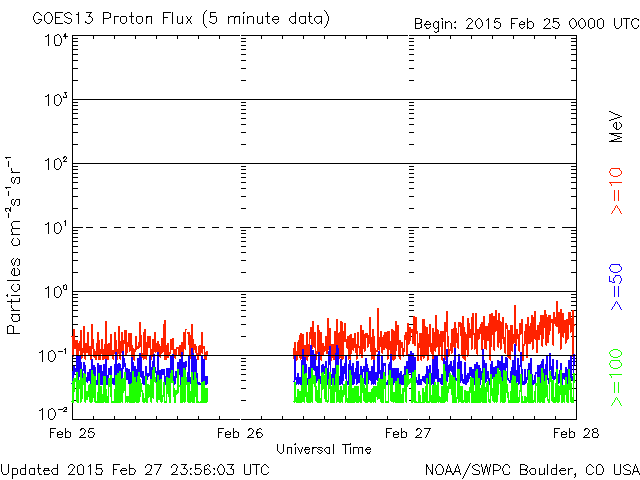 GOES13 Proton Flux (5 minute data)
Begin: 2015 Feb 25 0000 UTC
10⁴
10³
10²
10¹
10⁰
10⁻¹
10⁻²
Particles cm⁻²s⁻¹sr⁻¹
MeV
>=10
>=50
>=100
Feb 25
Feb 26
Feb 27
Feb 28
Universal Time
Updated 2015 Feb 27 23:56:03 UTC
NOAA/SWPC Boulder, CO USA